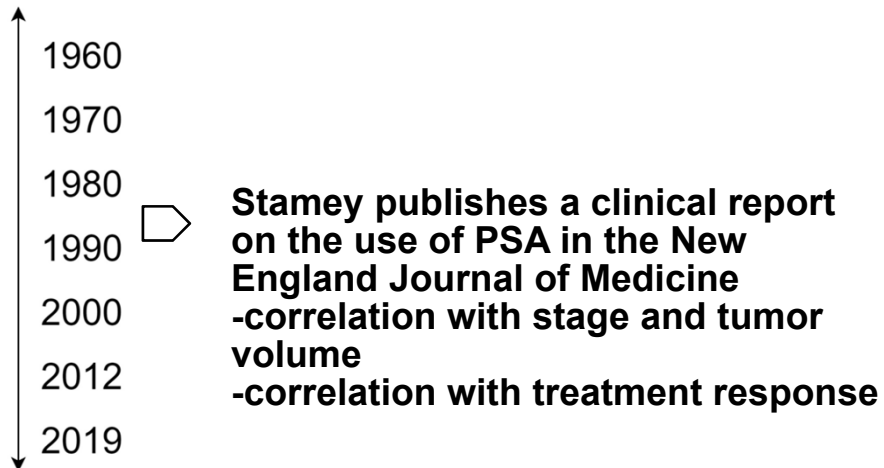 1960
1970
1980
1990
2000
2012
2019
Stamey publishes a clinical report
on the use of PSA in the New
England Journal of Medicine
-correlation with stage and tumor
volume
-correlation with treatment response